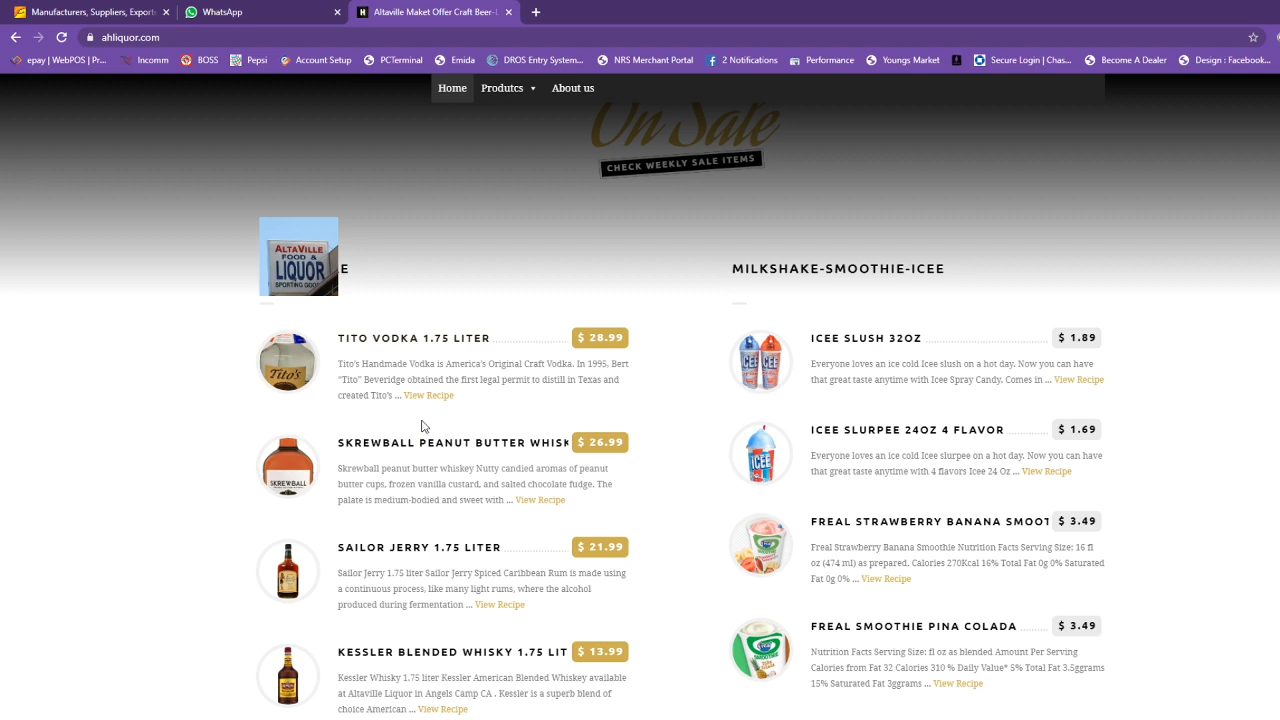 Manufacturers, Suppliers, Export
WhatsApp
Altaville Maket Offer Craft Beer-L
ahliquor.com
epay | WebPOS | Pr...
Incomm
BOSS
Pepsi
Account Setup
PCTerminal
Emida
DROS Entry System...
NRS Merchant Portal
2 Notifications
Performance
Youngs Market
Secure Login | Chas...
Become A Dealer
Design : Facebook...
Home
Produtcs
About us
On Sale
CHECK WEEKLY SALE ITEMS
ALTAVILLE
FOOD &
LIQUOR
SPORTING GOODS
E
TITO VODKA 1.75 LITER
$ 28.99
Tito's Handmade Vodka is America's Original Craft Vodka. In 1995, Bert
"Tito" Beveridge obtained the first legal permit to distill in Texas and
created Tito's ... View Recipe
SKREWBALL PEANUT BUTTER WHISK
$ 26.99
SKREWBALL
Skrewball peanut butter whiskey Nutty candied aromas of peanut
butter cups, frozen vanilla custard, and salted chocolate fudge. The
palate is medium-bodied and sweet with ... View Recipe
SAILOR JERRY 1.75 LITER
$ 21.99
Sailor Jerry 1.75 liter Sailor Jerry Spiced Caribbean Rum is made using
a continuous process, like many light rums, where the alcohol
produced during fermentation ... View Recipe
KESSLER BLENDED WHISKY 1.75 LIT
$ 13.99
Kessler Whisky 1.75 liter Kessler American Blended Whiskey available
at Altaville Liquor in Angels Camp CA . Kessler is a superb blend of
choice American ... View Recipe
MILKSHAKE-SMOOTHIE-ICEE
ICEE SLUSH 32OZ
$ 1.89
Everyone loves an ice cold Icee slush on a hot day. Now you can have
that great taste anytime with Icee Spray Candy. Comes in ... View Recipe
ICEE SLURPEE 24OZ 4 FLAVOR
$ 1.69
ICEE
Everyone loves an ice cold Icee slurpee on a hot day. Now you can have
that great taste anytime with 4 flavors Icee 24 Oz ... View Recipe
FREAL STRAWBERRY BANANA SMOOT
$ 3.49
Freal Strawberry Banana Smoothie Nutrition Facts Serving Size: 16 fl
oz (474 ml) as prepared. Calories 270Kcal 16% Total Fat 0g 0% Saturated
Fat 0g 0% ... View Recipe
FREAL SMOOTHIE PINA COLADA
$ 3.49
Nutrition Facts Serving Size: fl oz as blended Amount Per Serving
Calories from Fat 32 Calories 310 % Daily Value* 5% Total Fat 3.5ggrams
15% Saturated Fat 3ggrams ... View Recipe